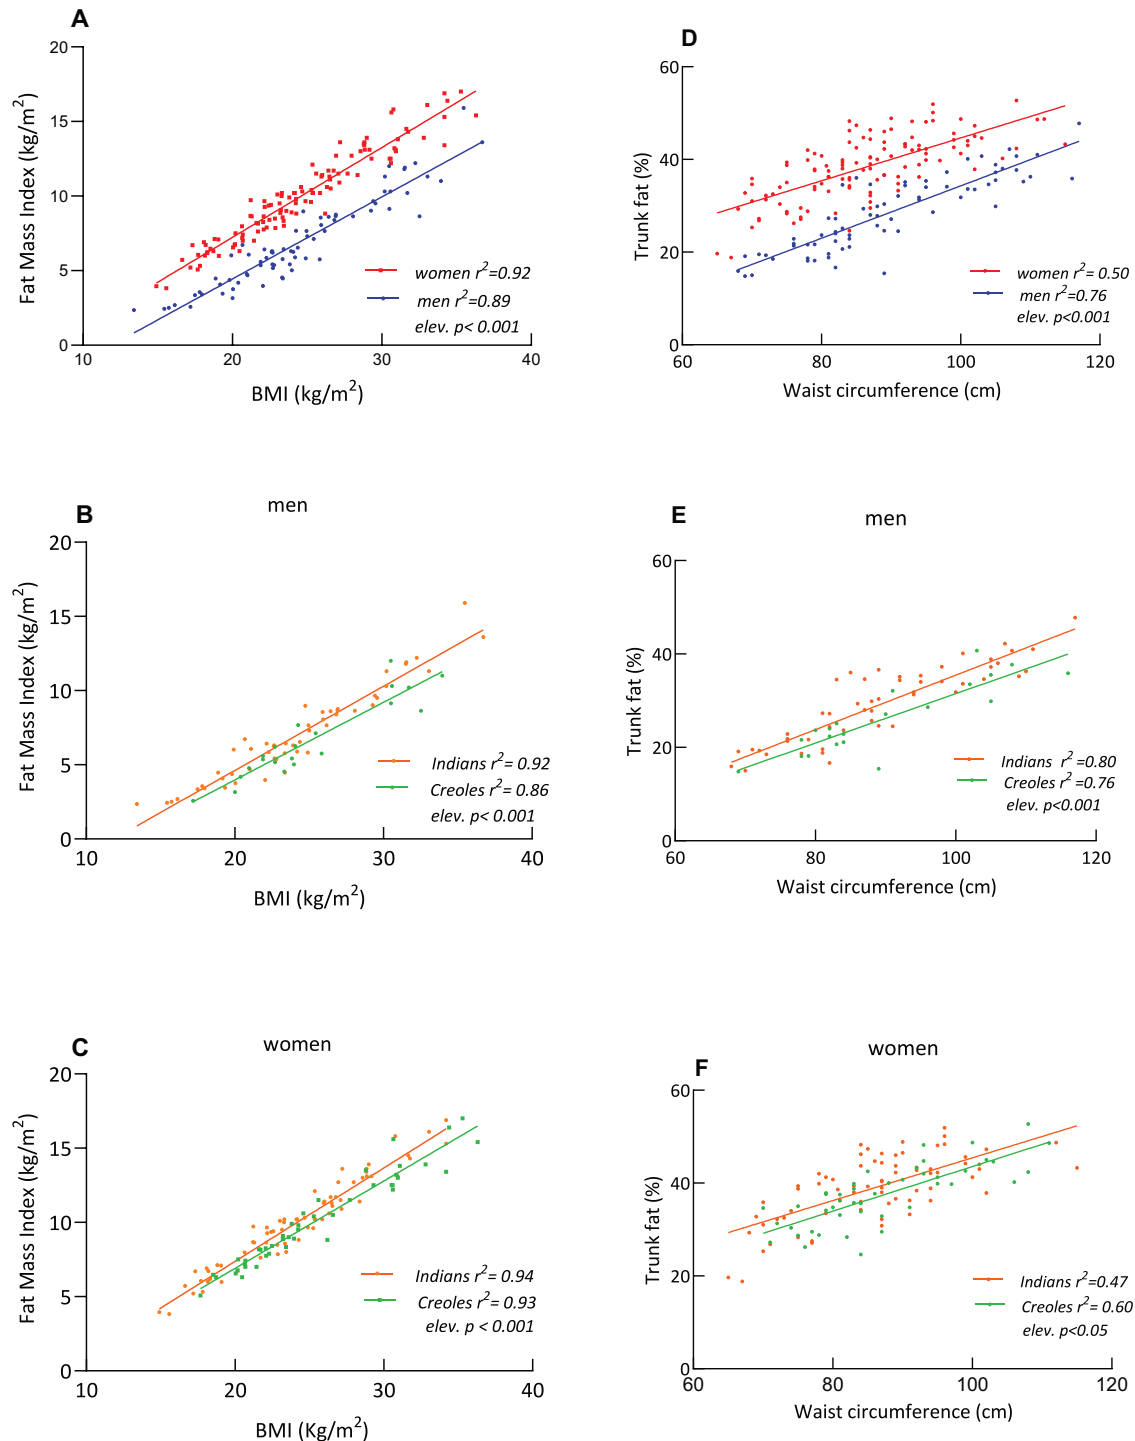 A
20
15
10
5
0
10
20
30
40
Fat Mass Index (kg/m2)
BMI (kg/m2)
women r2=0.92
men r2=0.89
elev. p< 0.001
D
60
40
20
0
60
80
100
120
Trunk fat (%)
Waist circumference (cm)
women r2= 0.50
men r2=0.76
elev. p<0.001
B
men
20
15
10
5
0
10
20
30
40
Fat Mass Index (kg/m2)
BMI (kg/m2)
Indians r2= 0.92
Creoles r2= 0.86
elev. p< 0.001
E
men
60
40
20
0
60
80
100
120
Trunk fat (%)
Waist circumference (cm)
Indians r2=0.80
Creoles r2=0.76
elev. p<0.001
C
women
20
15
10
5
0
10
20
30
40
Fat Mass Index (kg/m2)
BMI (Kg/m2)
Indians r2= 0.94
Creoles r2= 0.93
elev. p < 0.001
F
women
60
40
20
0
60
80
100
120
Trunk fat (%)
Waist circumference (cm)
Indians r2=0.47
Creoles r2= 0.60
elev. p<0.05